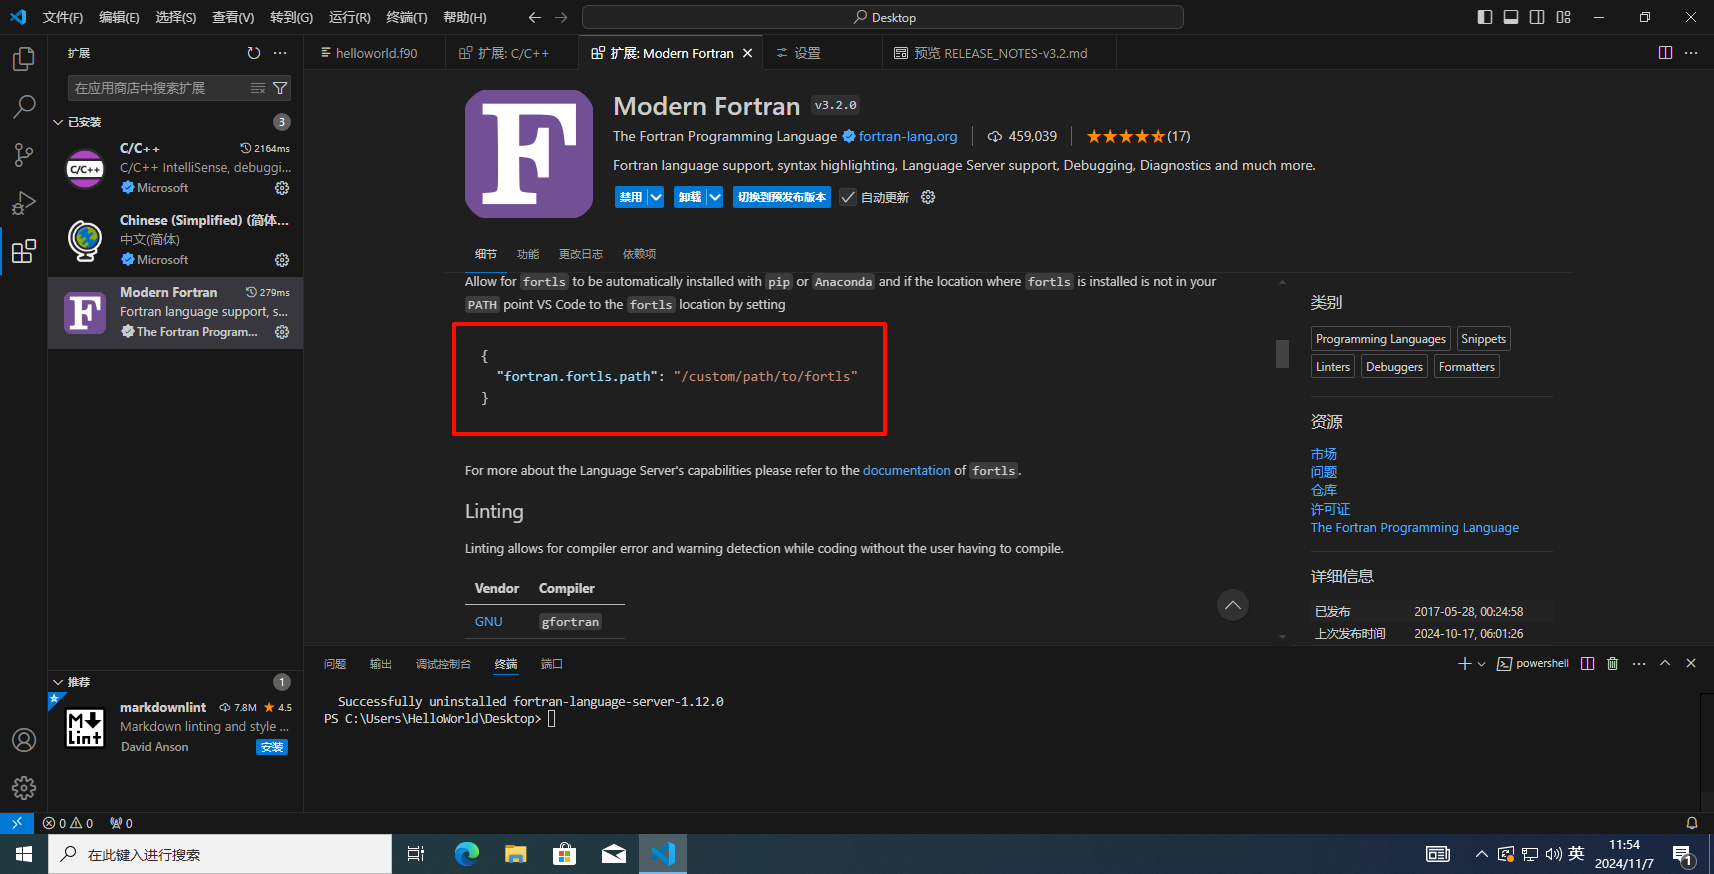 文件(F) 编辑(E) 选择(S) 查看(V) 转到(G) 运行(R) 终端(T) 帮助(H)
Desktop
扩展
helloworld.f90
扩展: C/C++
扩展: Modern Fortran
设置
预览 RELEASE_NOTES-v3.2.md
在应用商店中搜索扩展
已安装
3
C/C++
2164ms
C/C++ IntelliSense, debuggi...
Microsoft
Chinese (Simplified) (简体...
中文(简体)
Microsoft
Modern Fortran
279ms
Fortran language support, s...
The Fortran Program...
推荐
1
markdownlint
7.8M
4.5
Markdown linting and style ...
David Anson
安装
C/C++
F
M Lint
F
Modern Fortran
v3.2.0
The Fortran Programming Language
fortran-lang.org
459,039
(17)
Fortran language support, syntax highlighting, Language Server support, Debugging, Diagnostics and much more.
禁用
卸载
切换到预发布版本
自动更新
细节
功能
更改日志
依赖项
Allow for fortls to be automatically installed with pip or Anaconda and if the location where fortls is installed is not in your
PATH point VS Code to the fortls location by setting
{
"fortran.fortls.path": "/custom/path/to/fortls"
}
For more about the Language Server's capabilities please refer to the documentation of fortls.
Linting
Linting allows for compiler error and warning detection while coding without the user having to compile.
Vendor Compiler
GNU gfortran
类别
Programming Languages
Snippets
Linters
Debuggers
Formatters
资源
市场
问题
仓库
许可证
The Fortran Programming Language
详细信息
已发布 2017-05-28, 00:24:58
上次发布时间 2024-10-17, 06:01:26
问题 输出 调试控制台 终端 端口
powershell
Successfully uninstalled fortran-language-server-1.12.0
PS C:\Users\HelloWorld\Desktop>
0 0 0
在此键入进行搜索
英
11:54
2024/11/7
1